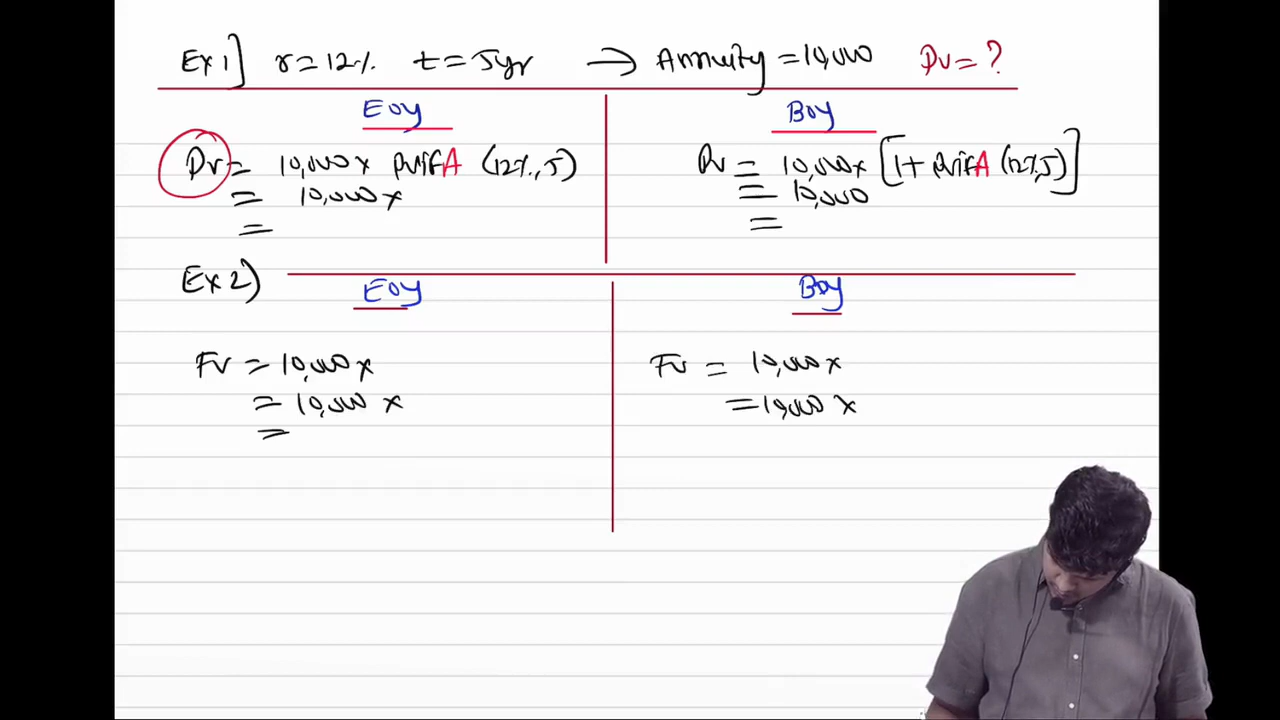 Ex 1] r = 12% t = 5yr → Annuity = 10,000 PV = ?
EOY
PV = 10,000 x PVIFA (12%, 5)
= 10,000 x
=
BOY
PV = 10,000 x [1 + PVIFA (12%, 5)]
= 10,000
=
Ex 2)
EOY
FV = 10,000 x
= 10,000 x
=
BOY
FV = 10,000 x
= 10,000 x